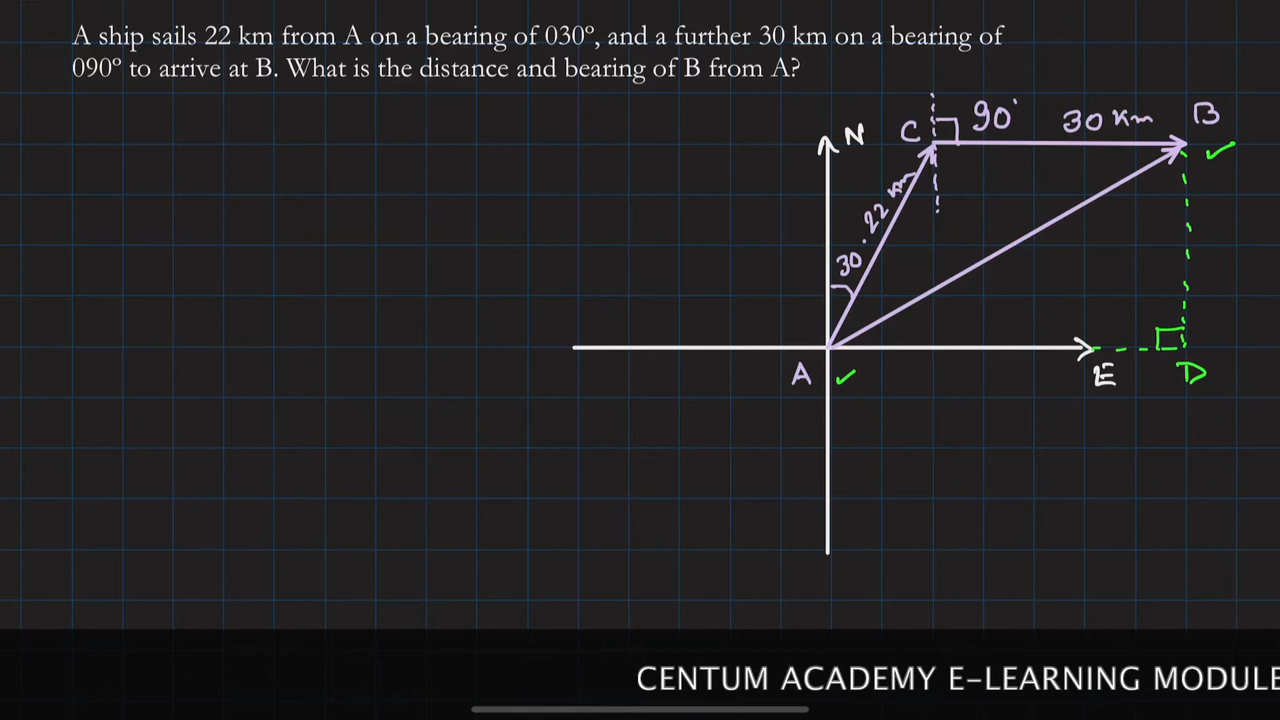 A ship sails 22 km from A on a bearing of 030°, and a further 30 km on a bearing of
090° to arrive at B. What is the distance and bearing of B from A?
N
C
90°
30 km
B
22 km
30°
A
E
D
CENTUM ACADEMY E-LEARNING MODULE